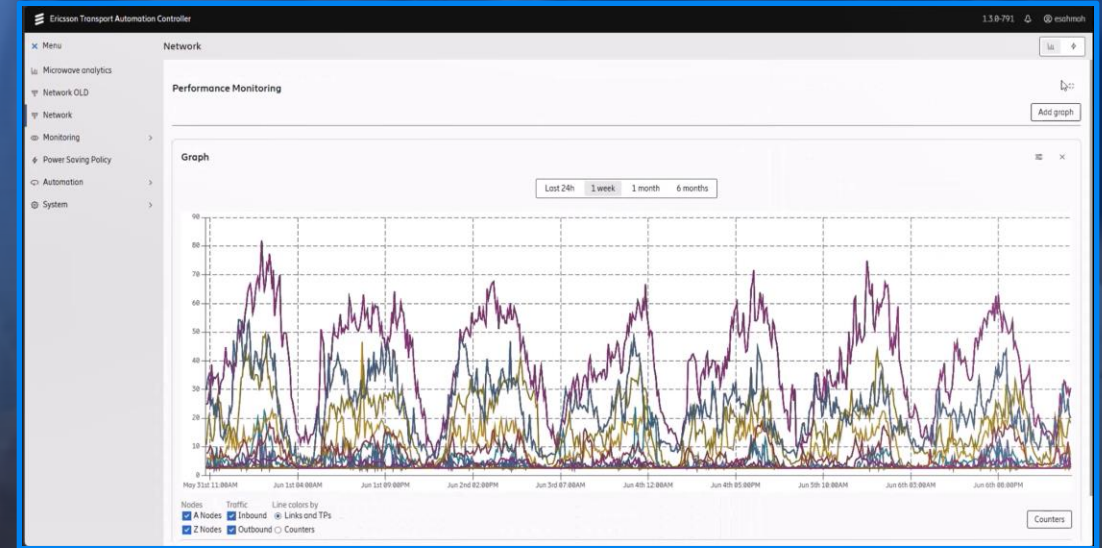 Ericsson Transport Automation Controller
1.3.0-791
esahmah
Menu
Network
Microwave analytics
Network OLD
Network
Monitoring
Power Saving Policy
Automation
System
Performance Monitoring
Add graph
Graph
Last 24h 1 week 1 month 6 months
90
80
70
60
50
40
30
20
10
0
May 31st 11:00AM Jun 1st 04:00AM Jun 1st 09:00PM Jun 2nd 02:00PM Jun 3rd 07:00AM Jun 4th 12:00AM Jun 4th 05:00PM Jun 5th 10:00AM Jun 6th 03:00AM Jun 6th 08:00PM
Nodes Traffic Line colors by
A Nodes Inbound Links and TPs
Z Nodes Outbound Counters
Counters